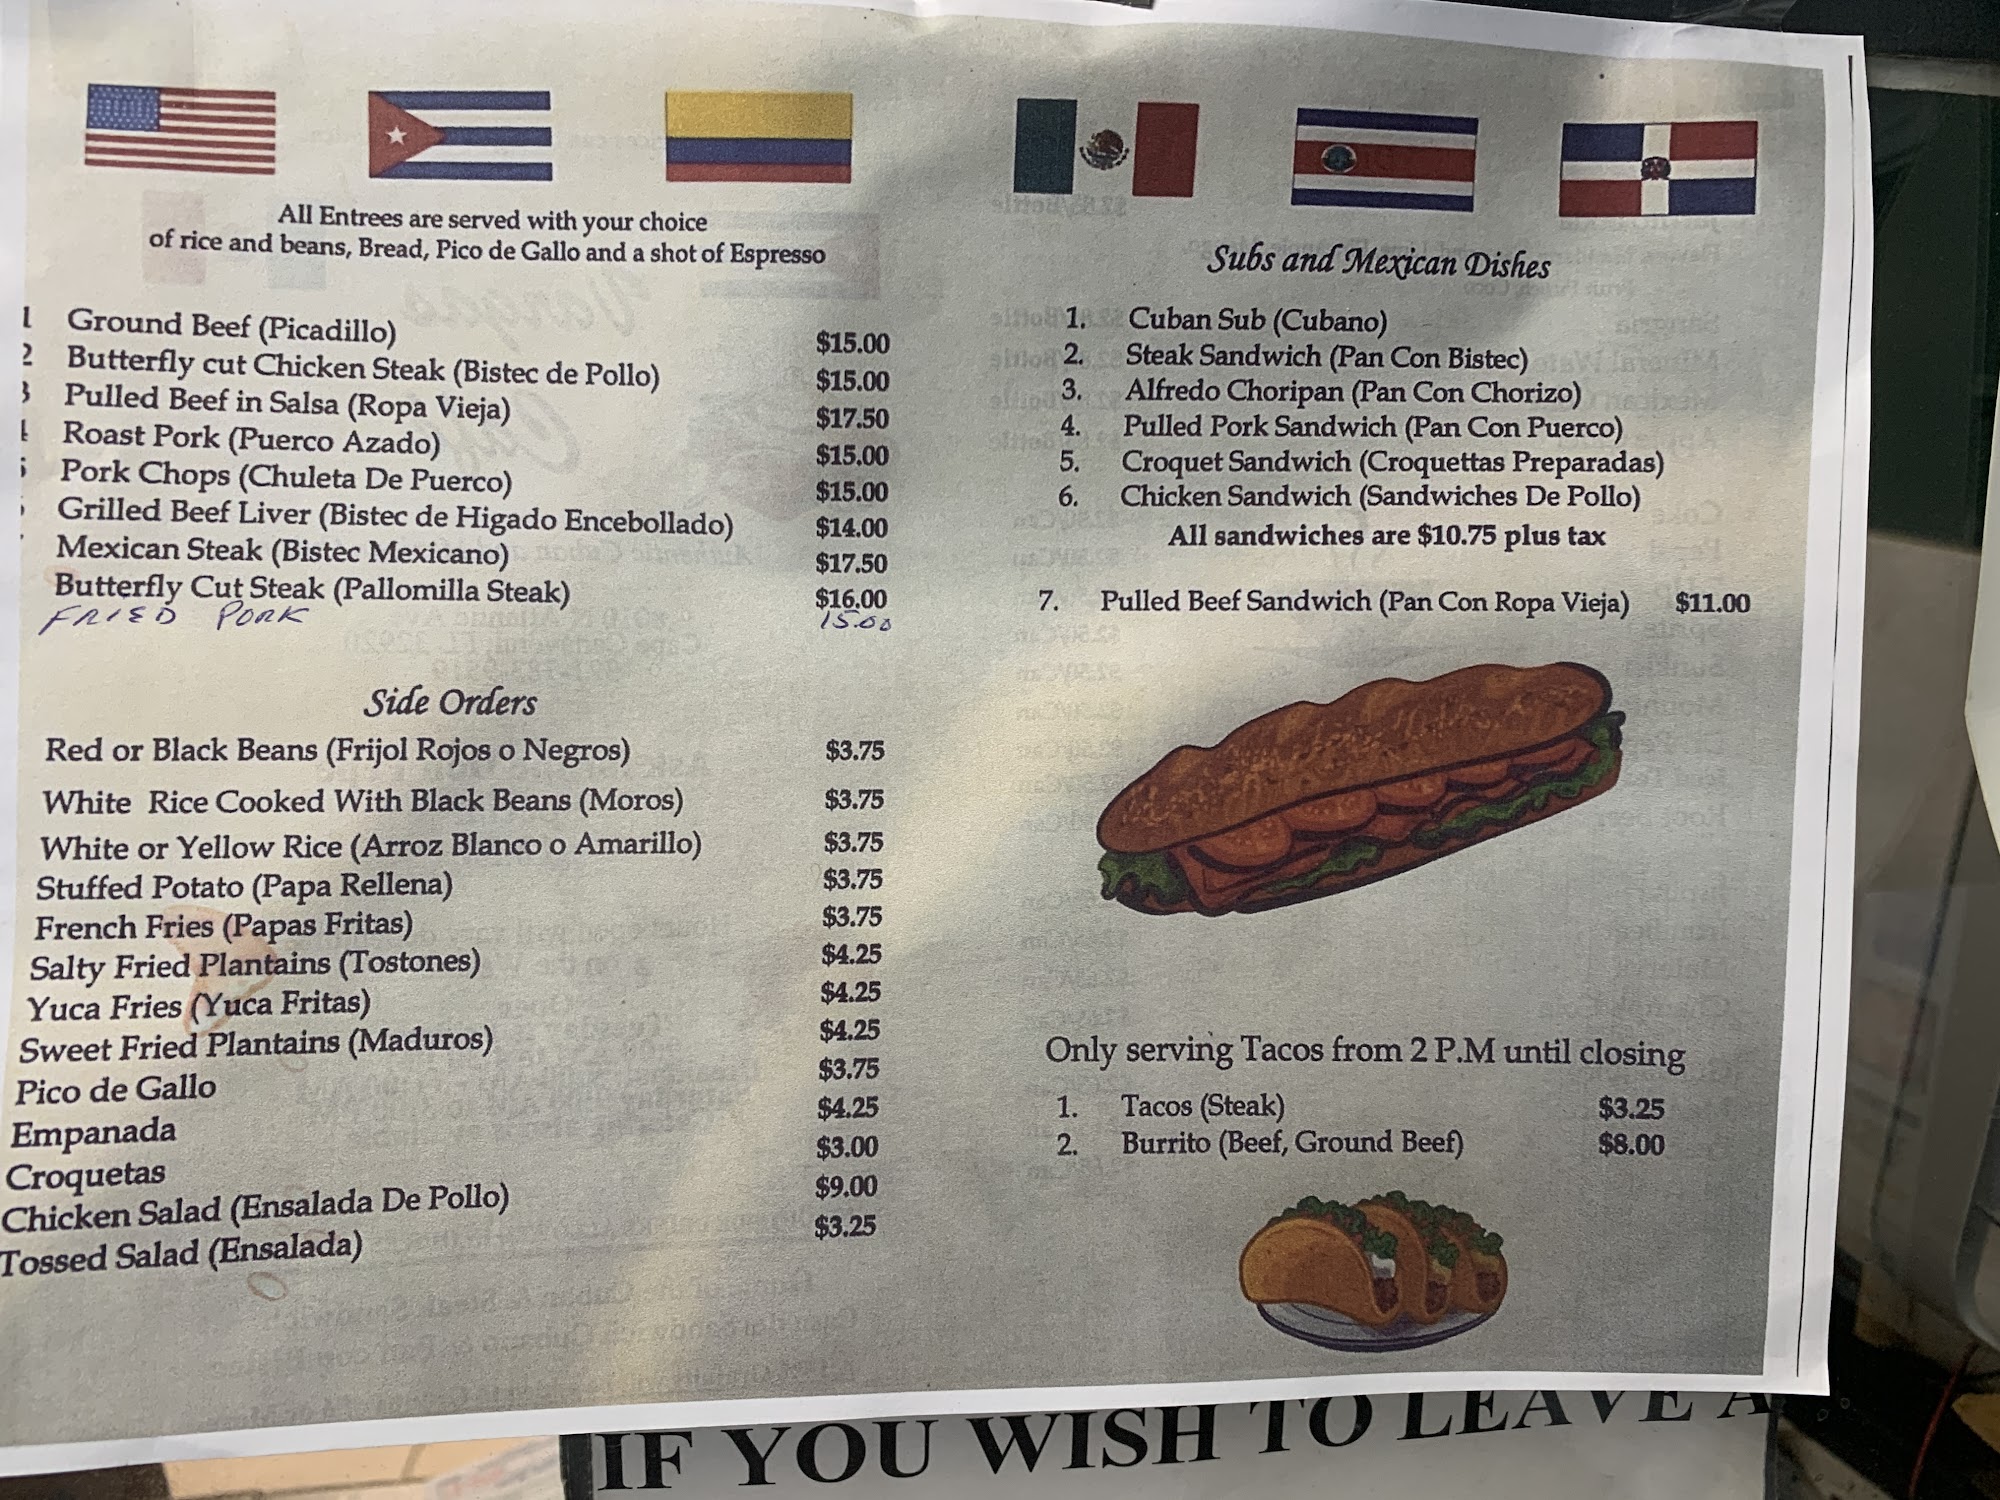 All Entrees are served with your choice
of rice and beans, Bread, Pico de Gallo and a shot of Espresso
1 Ground Beef (Picadillo) $15.00
2 Butterfly cut Chicken Steak (Bistec de Pollo) $15.00
3 Pulled Beef in Salsa (Ropa Vieja) $17.50
Roast Pork (Puerco Azado) $15.00
Pork Chops (Chuleta De Puerco) $15.00
Grilled Beef Liver (Bistec de Higado Encebollado) $14.00
Mexican Steak (Bistec Mexicano) $17.50
Butterfly Cut Steak (Pallomilla Steak) $16.00
FRIED PORK 15.00
Side Orders
Red or Black Beans (Frijol Rojos o Negros) $3.75
White Rice Cooked With Black Beans (Moros) $3.75
White or Yellow Rice (Arroz Blanco o Amarillo) $3.75
Stuffed Potato (Papa Rellena) $3.75
French Fries (Papas Fritas) $3.75
Salty Fried Plantains (Tostones) $4.25
Yuca Fries (Yuca Fritas) $4.25
Sweet Fried Plantains (Maduros) $4.25
Pico de Gallo $3.75
Empanada $4.25
Croquetas $3.00
Chicken Salad (Ensalada De Pollo) $9.00
Tossed Salad (Ensalada) $3.25
Subs and Mexican Dishes
1. Cuban Sub (Cubano)
2. Steak Sandwich (Pan Con Bistec)
3. Alfredo Choripan (Pan Con Chorizo)
4. Pulled Pork Sandwich (Pan Con Puerco)
5. Croquet Sandwich (Croquettas Preparadas)
6. Chicken Sandwich (Sandwiches De Pollo)
All sandwiches are $10.75 plus tax
7. Pulled Beef Sandwich (Pan Con Ropa Vieja) $11.00
Only serving Tacos from 2 P.M until closing
1. Tacos (Steak) $3.25
2. Burrito (Beef, Ground Beef) $8.00
IF YOU WISH TO LEAVE A